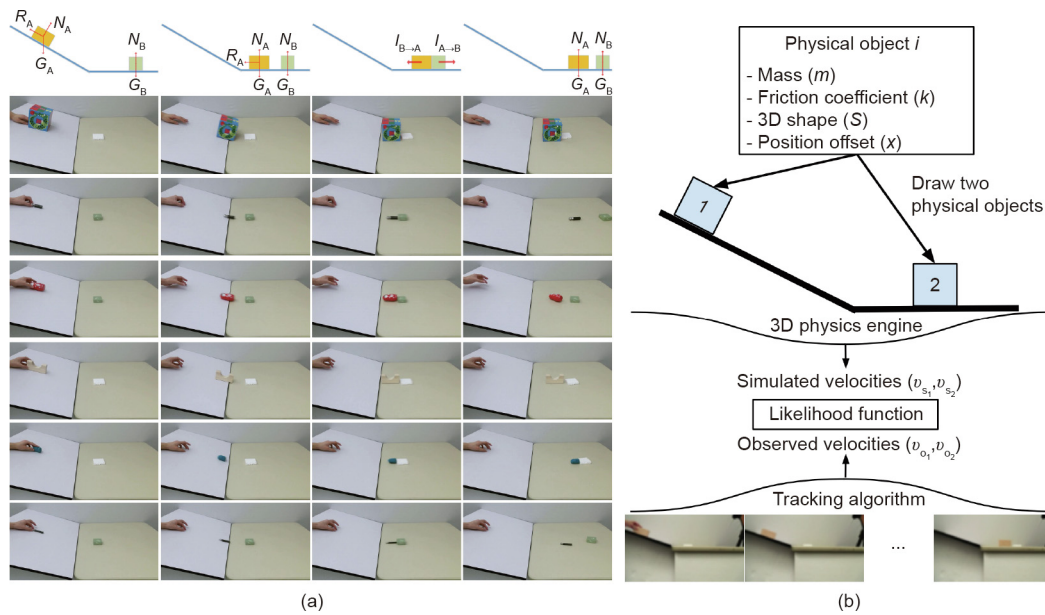 R_A N_A G_A N_B G_B
R_A N_A N_B G_A G_B
I_B→A I_A→B
N_A N_B G_A G_B
(a)
Physical object i
- Mass (m)
- Friction coefficient (k)
- 3D shape (S)
- Position offset (x)
Draw two
physical objects
1
2
3D physics engine
Simulated velocities (v_s₁,v_s₂)
Likelihood function
Observed velocities (v_o₁,v_o₂)
Tracking algorithm
...
(b)